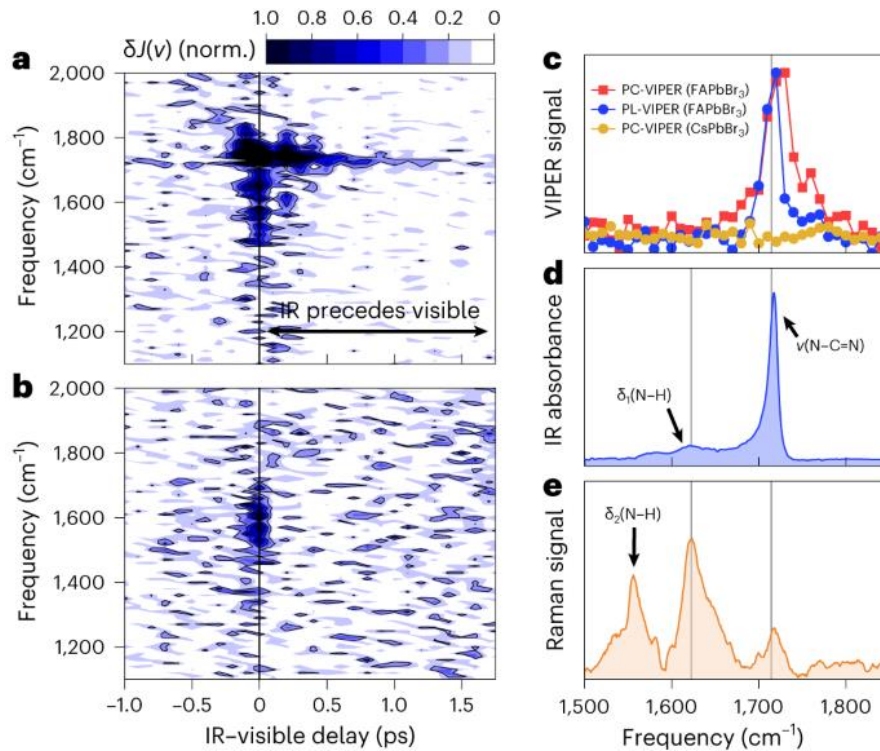 1.0 0.8 0.6 0.4 0.2 0
δJ(ν) (norm.)
a
2,000
1,800
1,600
1,400
1,200
Frequency (cm⁻¹)
IR precedes visible
b
2,000
1,800
1,600
1,400
1,200
Frequency (cm⁻¹)
−1.0 −0.5 0 0.5 1.0 1.5
IR–visible delay (ps)
c
PC-VIPER (FAPbBr₃)
PL-VIPER (FAPbBr₃)
PC-VIPER (CsPbBr₃)
VIPER signal
d
ν(N–C=N)
δ₁(N–H)
IR absorbance
e
δ₂(N–H)
Raman signal
1,500 1,600 1,700 1,800
Frequency (cm⁻¹)